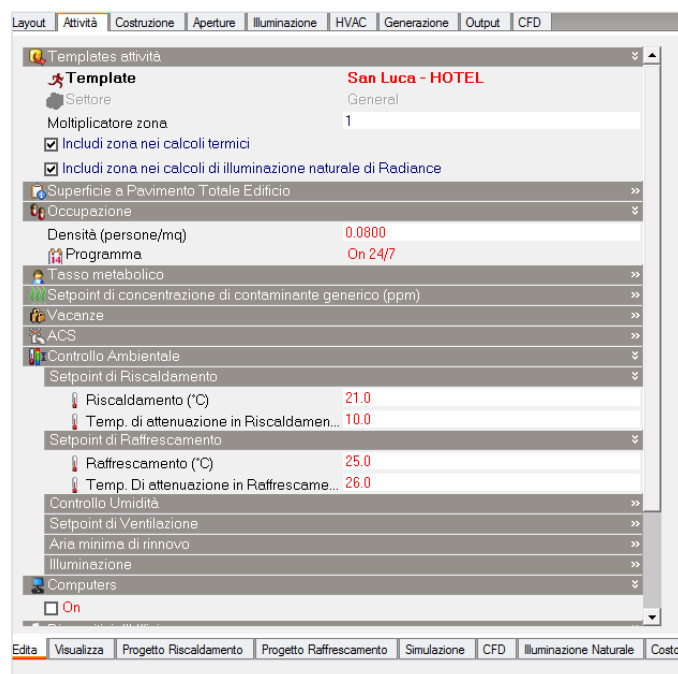 Layout Attività Costruzione Aperture Illuminazione HVAC Generazione Output CFD
Templates attività
Template San Luca - HOTEL
Settore General
Moltiplicatore zona 1
Includi zona nei calcoli termici
Includi zona nei calcoli di illuminazione naturale di Radiance
Superficie a Pavimento Totale Edificio
Occupazione
Densità (persone/mq) 0.0800
Programma On 24/7
Tasso metabolico
Setpoint di concentrazione di contaminante generico (ppm)
Vacanze
ACS
Controllo Ambientale
Setpoint di Riscaldamento
Riscaldamento (°C) 21.0
Temp. di attenuazione in Riscaldamen... 10.0
Setpoint di Raffrescamento
Raffrescamento (°C) 25.0
Temp. Di attenuazione in Raffrescame... 26.0
Controllo Umidità
Setpoint di Ventilazione
Aria minima di rinnovo
Illuminazione
Computers
On
Edita Visualizza Progetto Riscaldamento Progetto Raffrescamento Simulazione CFD Illuminazione Naturale Costo